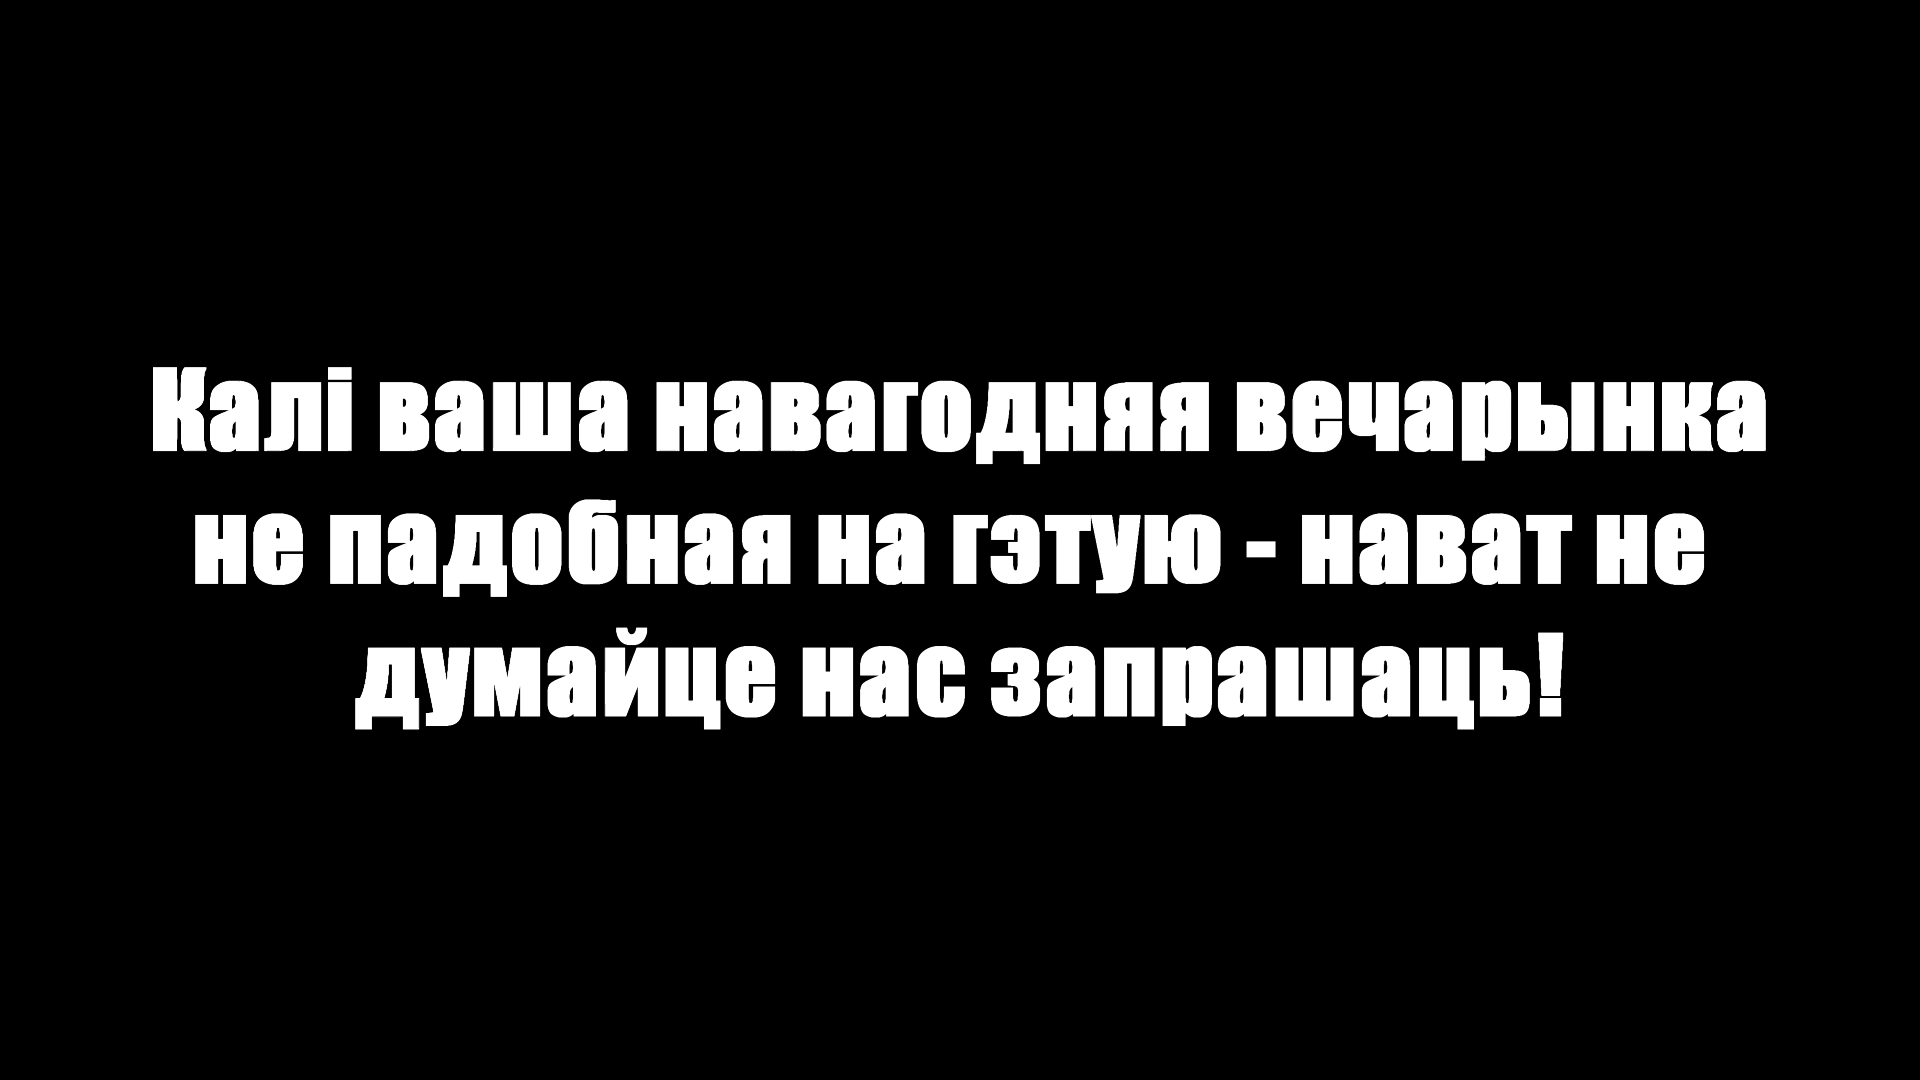 Калі ваша навагодняя вечарынка
не падобная на гэтую - нават не
думайце нас запрашаць!